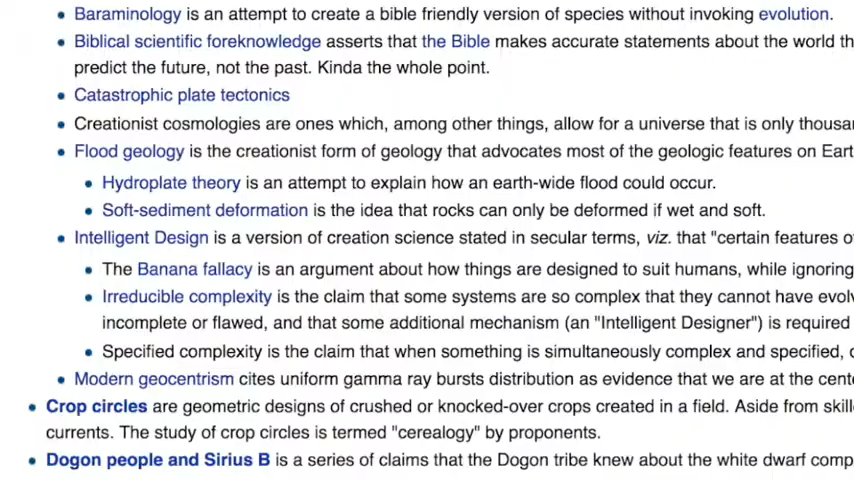 Baraminology is an attempt to create a bible friendly version of species without invoking evolution.
Biblical scientific foreknowledge asserts that the Bible makes accurate statements about the world th
predict the future, not the past. Kinda the whole point.
Catastrophic plate tectonics
Creationist cosmologies are ones which, among other things, allow for a universe that is only thousan
Flood geology is the creationist form of geology that advocates most of the geologic features on Eart
Hydroplate theory is an attempt to explain how an earth-wide flood could occur.
Soft-sediment deformation is the idea that rocks can only be deformed if wet and soft.
Intelligent Design is a version of creation science stated in secular terms, viz. that "certain features o
The Banana fallacy is an argument about how things are designed to suit humans, while ignoring
Irreducible complexity is the claim that some systems are so complex that they cannot have evolv
incomplete or flawed, and that some additional mechanism (an "Intelligent Designer") is required
Specified complexity is the claim that when something is simultaneously complex and specified,
Modern geocentrism cites uniform gamma ray bursts distribution as evidence that we are at the cente
Crop circles are geometric designs of crushed or knocked-over crops created in a field. Aside from skill
currents. The study of crop circles is termed "cerealogy" by proponents.
Dogon people and Sirius B is a series of claims that the Dogon tribe knew about the white dwarf comp